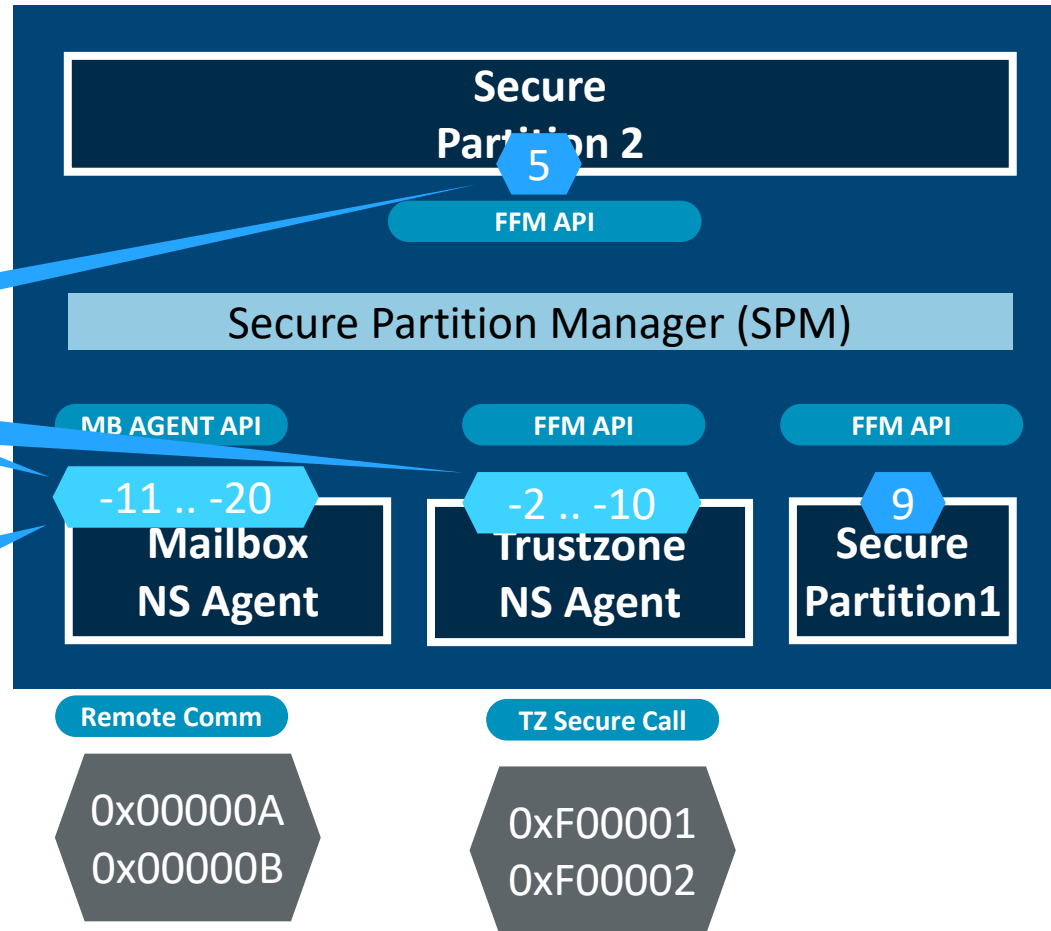 Secure
Partition 2
5
FFM API
Secure Partition Manager (SPM)
MB AGENT API
FFM API
FFM API
-11 .. -20
-2 .. -10
9
Mailbox
NS Agent
Trustzone
NS Agent
Secure
Partition1
Remote Comm
TZ Secure Call
0x00000A
0x00000B
0xF00001
0xF00002